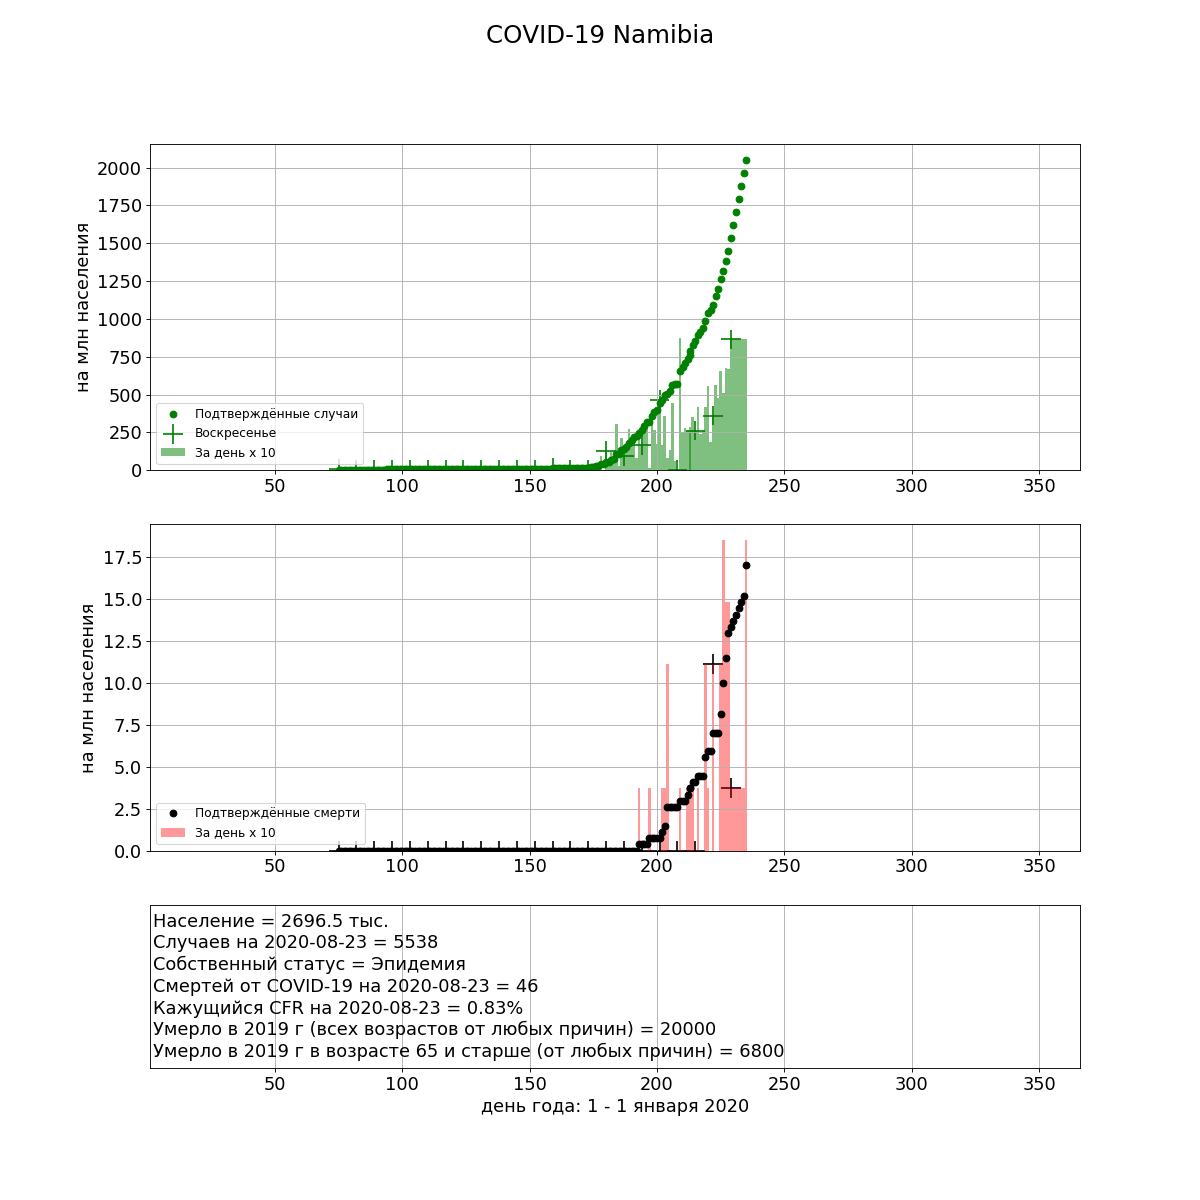 COVID-19 Namibia
на млн населения
2000
1750
1500
1250
1000
750
500
250
0
Подтверждённые случаи
Воскресенье
За день x 10
50 100 150 200 250 300 350
на млн населения
17.5
15.0
12.5
10.0
7.5
5.0
2.5
0.0
Подтверждённые смерти
За день x 10
50 100 150 200 250 300 350
Население = 2696.5 тыс.
Случаев на 2020-08-23 = 5538
Собственный статус = Эпидемия
Смертей от COVID-19 на 2020-08-23 = 46
Кажущийся CFR на 2020-08-23 = 0.83%
Умерло в 2019 г (всех возрастов от любых причин) = 20000
Умерло в 2019 г в возрасте 65 и старше (от любых причин) = 6800
50 100 150 200 250 300 350
день года: 1 - 1 января 2020